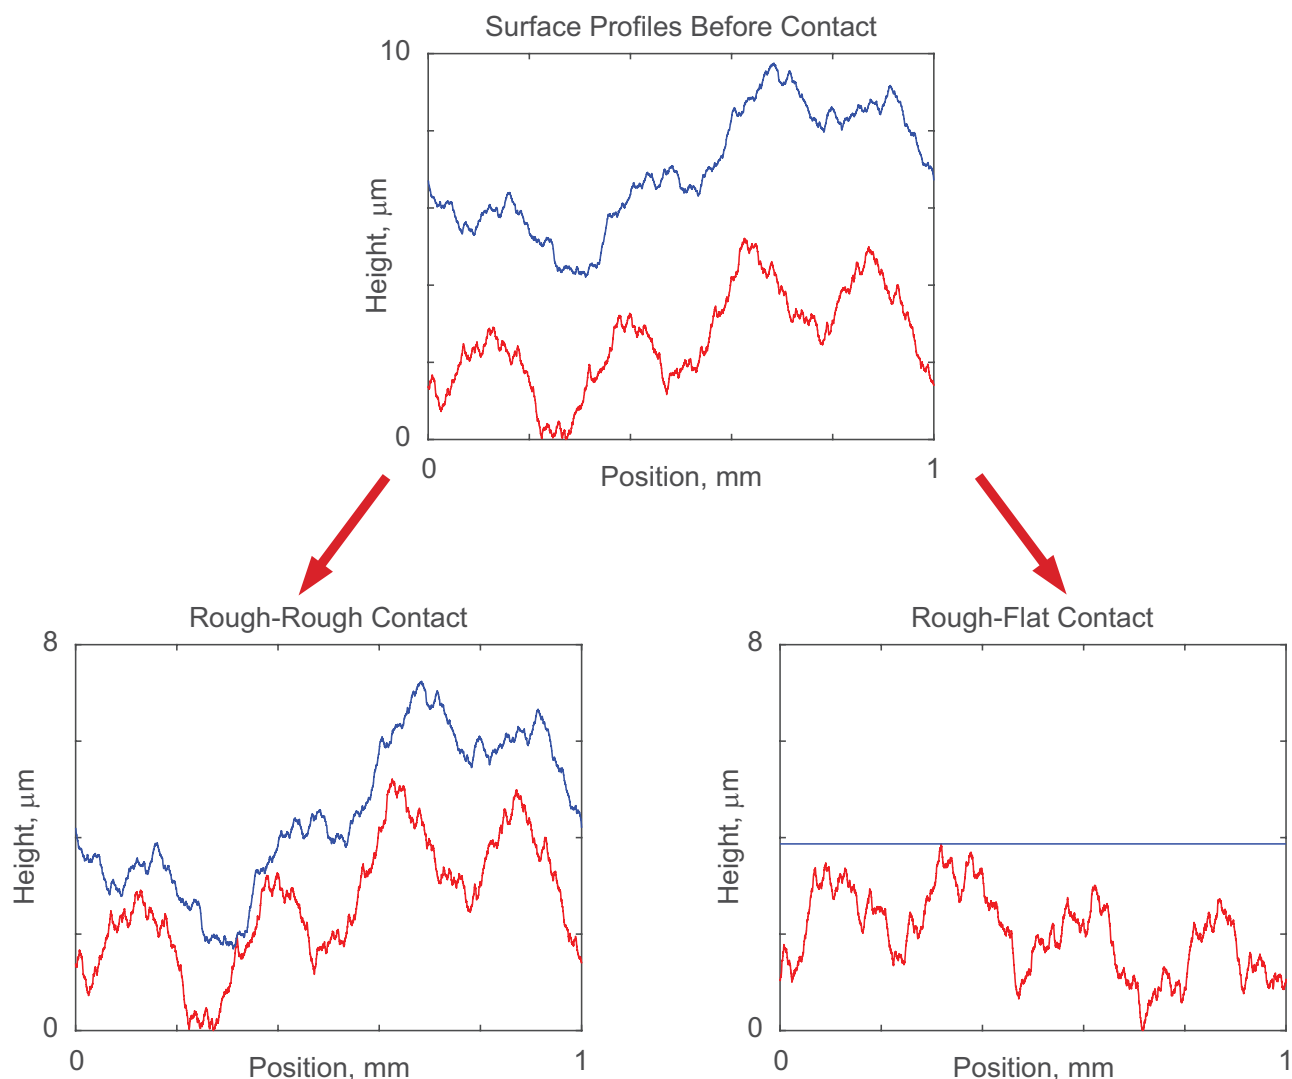 Surface Profiles Before Contact
10
Height, μm
0
0
1
Position, mm
Rough-Rough Contact
8
Height, μm
0
0
1
Position, mm
Rough-Flat Contact
8
Height, μm
0
0
1
Position, mm